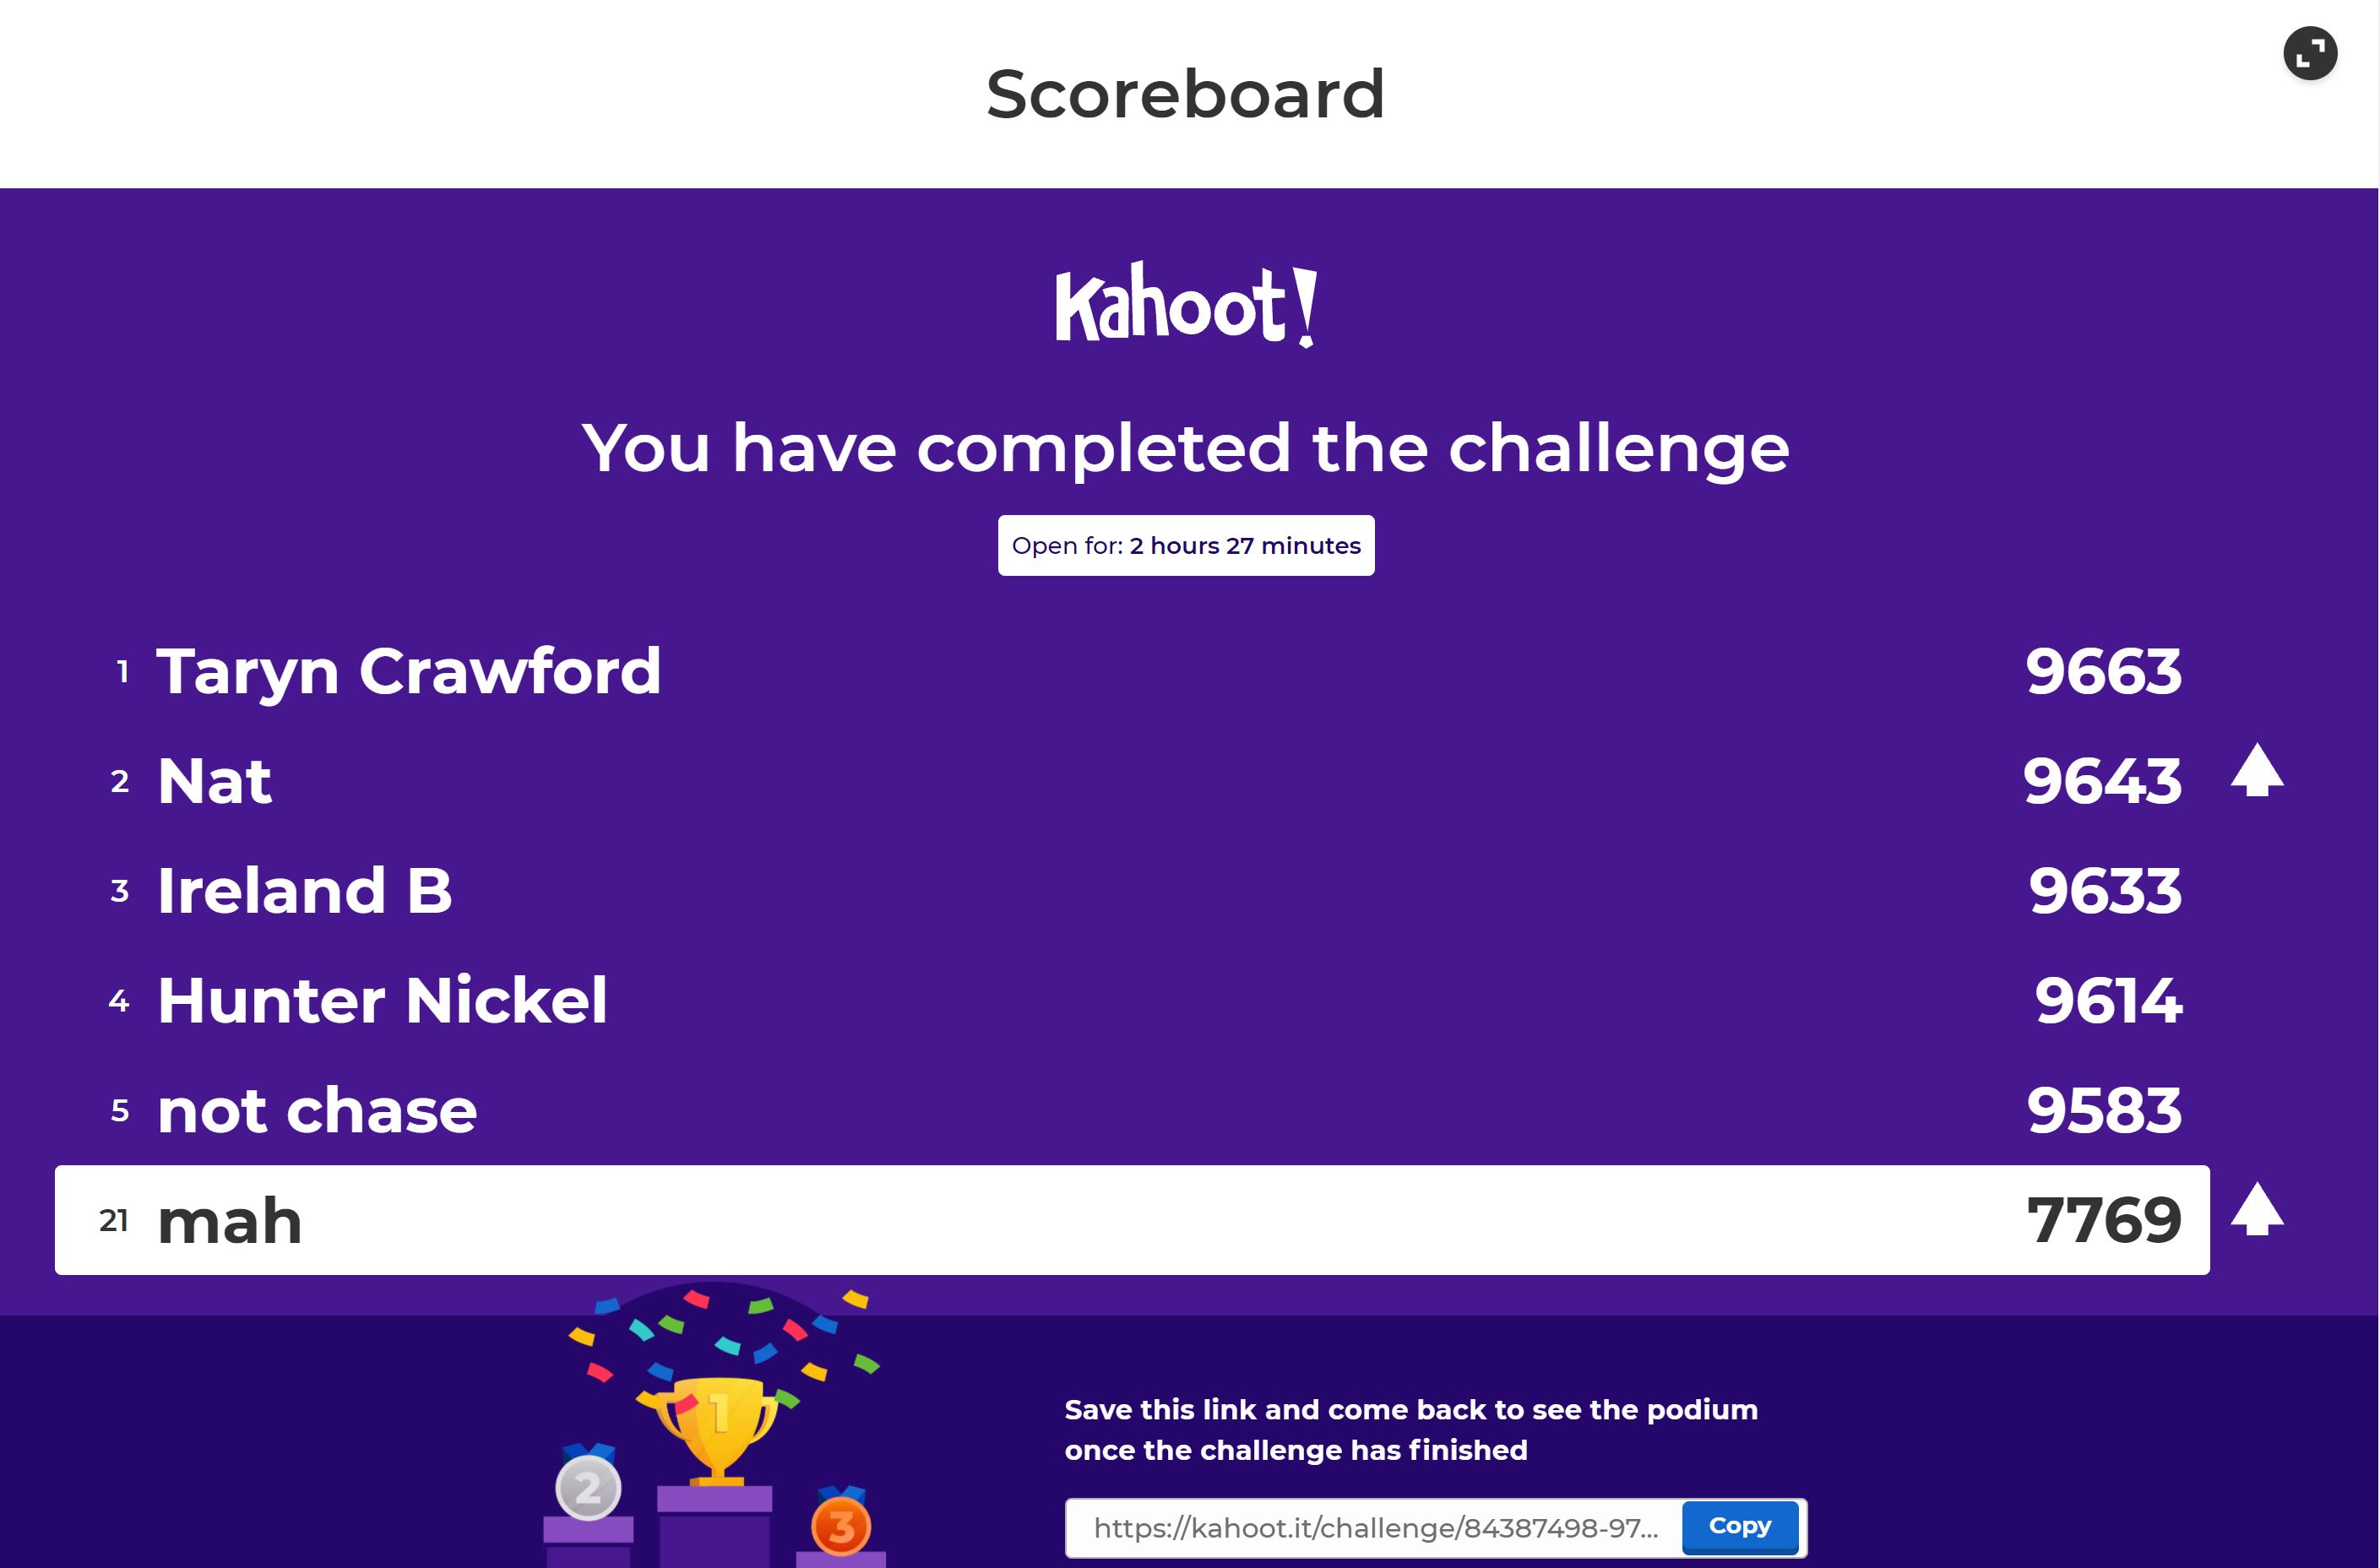 Scoreboard
Kahoot!
You have completed the challenge
Open for: 2 hours 27 minutes
1 Taryn Crawford 9663
2 Nat 9643
3 Ireland B 9633
4 Hunter Nickel 9614
5 not chase 9583
21 mah 7769
1
2
3
Save this link and come back to see the podium
once the challenge has finished
https://kahoot.it/challenge/84387498-97... Copy